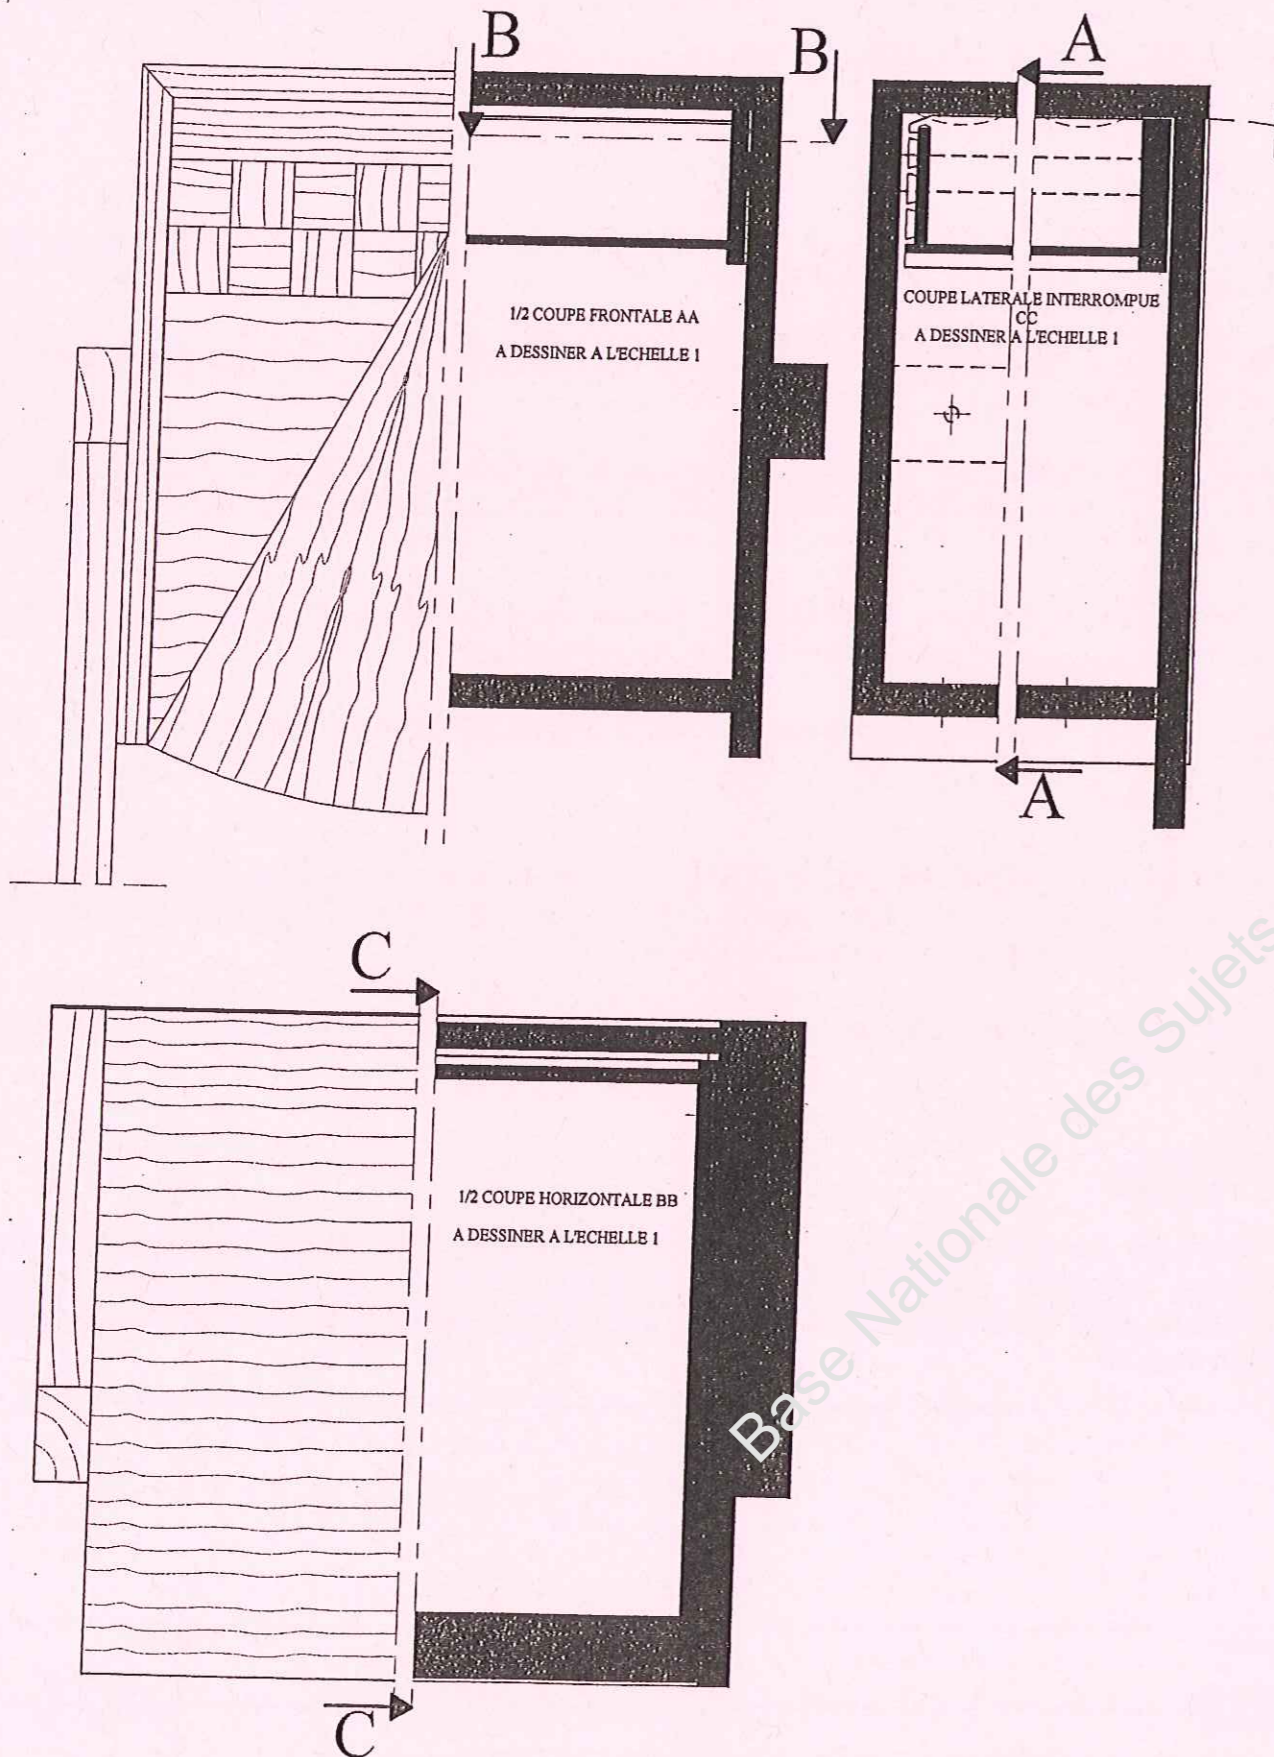 B
B
A
1/2 COUPE FRONTALE AA
A DESSINER A L'ECHELLE 1
COUPE LATERALE INTERROMPUE
CC
A DESSINER A L'ECHELLE 1
A
C
1/2 COUPE HORIZONTALE BB
A DESSINER A L'ECHELLE 1
C
Base Nationale des Sujets